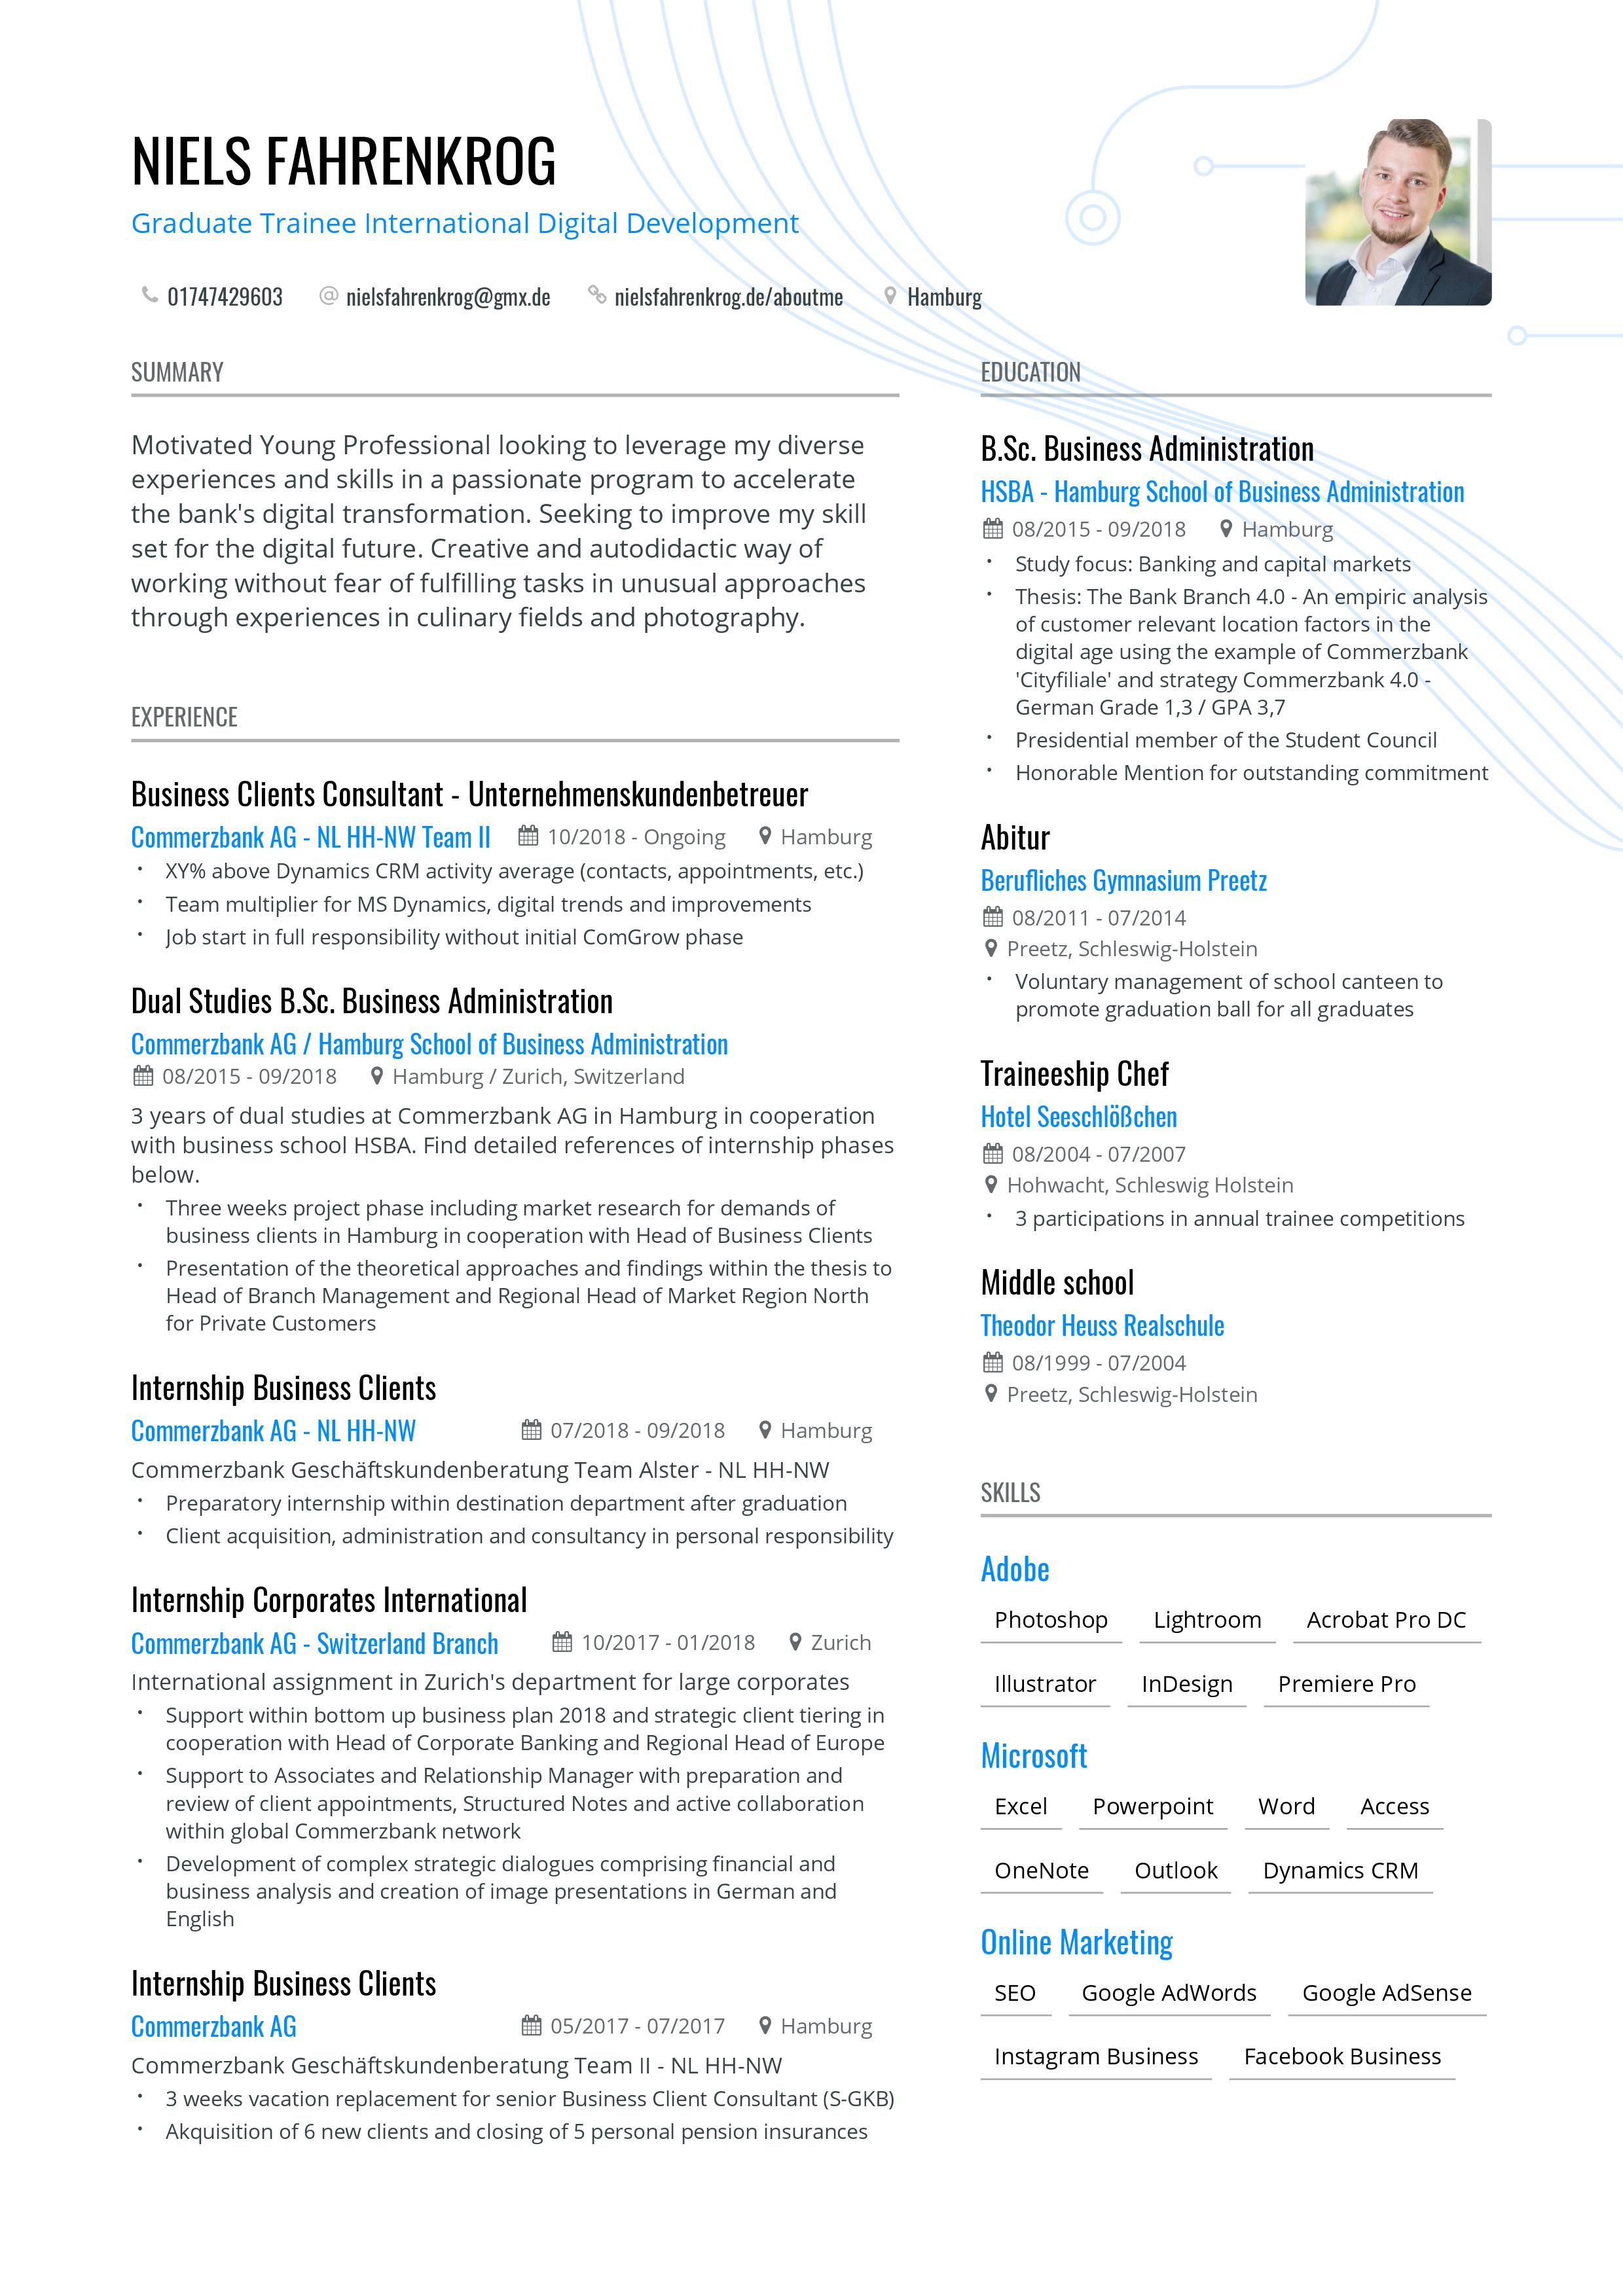 NIELS FAHRENKROG
Graduate Trainee International Digital Development
01747429603 nielsfahrenkrog@gmx.de nielsfahrenkrog.de/aboutme Hamburg
SUMMARY
Motivated Young Professional looking to leverage my diverse
experiences and skills in a passionate program to accelerate
the bank's digital transformation. Seeking to improve my skill
set for the digital future. Creative and autodidactic way of
working without fear of fulfilling tasks in unusual approaches
through experiences in culinary fields and photography.
EXPERIENCE
Business Clients Consultant - Unternehmenskundenbetreuer
Commerzbank AG - NL HH-NW Team II 10/2018 - Ongoing Hamburg
• XY% above Dynamics CRM activity average (contacts, appointments, etc.)
• Team multiplier for MS Dynamics, digital trends and improvements
• Job start in full responsibility without initial ComGrow phase
Dual Studies B.Sc. Business Administration
Commerzbank AG / Hamburg School of Business Administration
08/2015 - 09/2018 Hamburg / Zurich, Switzerland
3 years of dual studies at Commerzbank AG in Hamburg in cooperation
with business school HSBA. Find detailed references of internship phases
below.
• Three weeks project phase including market research for demands of
business clients in Hamburg in cooperation with Head of Business Clients
• Presentation of the theoretical approaches and findings within the thesis to
Head of Branch Management and Regional Head of Market Region North
for Private Customers
Internship Business Clients
Commerzbank AG - NL HH-NW 07/2018 - 09/2018 Hamburg
Commerzbank Geschäftskundenberatung Team Alster - NL HH-NW
• Preparatory internship within destination department after graduation
• Client acquisition, administration and consultancy in personal responsibility
Internship Corporates International
Commerzbank AG - Switzerland Branch 10/2017 - 01/2018 Zurich
International assignment in Zurich's department for large corporates
• Support within bottom up business plan 2018 and strategic client tiering in
cooperation with Head of Corporate Banking and Regional Head of Europe
• Support to Associates and Relationship Manager with preparation and
review of client appointments, Structured Notes and active collaboration
within global Commerzbank network
• Development of complex strategic dialogues comprising financial and
business analysis and creation of image presentations in German and
English
Internship Business Clients
Commerzbank AG 05/2017 - 07/2017 Hamburg
Commerzbank Geschäftskundenberatung Team II - NL HH-NW
• 3 weeks vacation replacement for senior Business Client Consultant (S-GKB)
• Akquisition of 6 new clients and closing of 5 personal pension insurances
EDUCATION
B.Sc. Business Administration
HSBA - Hamburg School of Business Administration
08/2015 - 09/2018 Hamburg
• Study focus: Banking and capital markets
• Thesis: The Bank Branch 4.0 - An empiric analysis
of customer relevant location factors in the
digital age using the example of Commerzbank
'Cityfiliale' and strategy Commerzbank 4.0 -
German Grade 1,3 / GPA 3,7
• Presidential member of the Student Council
• Honorable Mention for outstanding commitment
Abitur
Berufliches Gymnasium Preetz
08/2011 - 07/2014
Preetz, Schleswig-Holstein
• Voluntary management of school canteen to
promote graduation ball for all graduates
Traineeship Chef
Hotel Seeschlößchen
08/2004 - 07/2007
Hohwacht, Schleswig Holstein
• 3 participations in annual trainee competitions
Middle school
Theodor Heuss Realschule
08/1999 - 07/2004
Preetz, Schleswig-Holstein
SKILLS
Adobe
Photoshop Lightroom Acrobat Pro DC
Illustrator InDesign Premiere Pro
Microsoft
Excel Powerpoint Word Access
OneNote Outlook Dynamics CRM
Online Marketing
SEO Google AdWords Google AdSense
Instagram Business Facebook Business